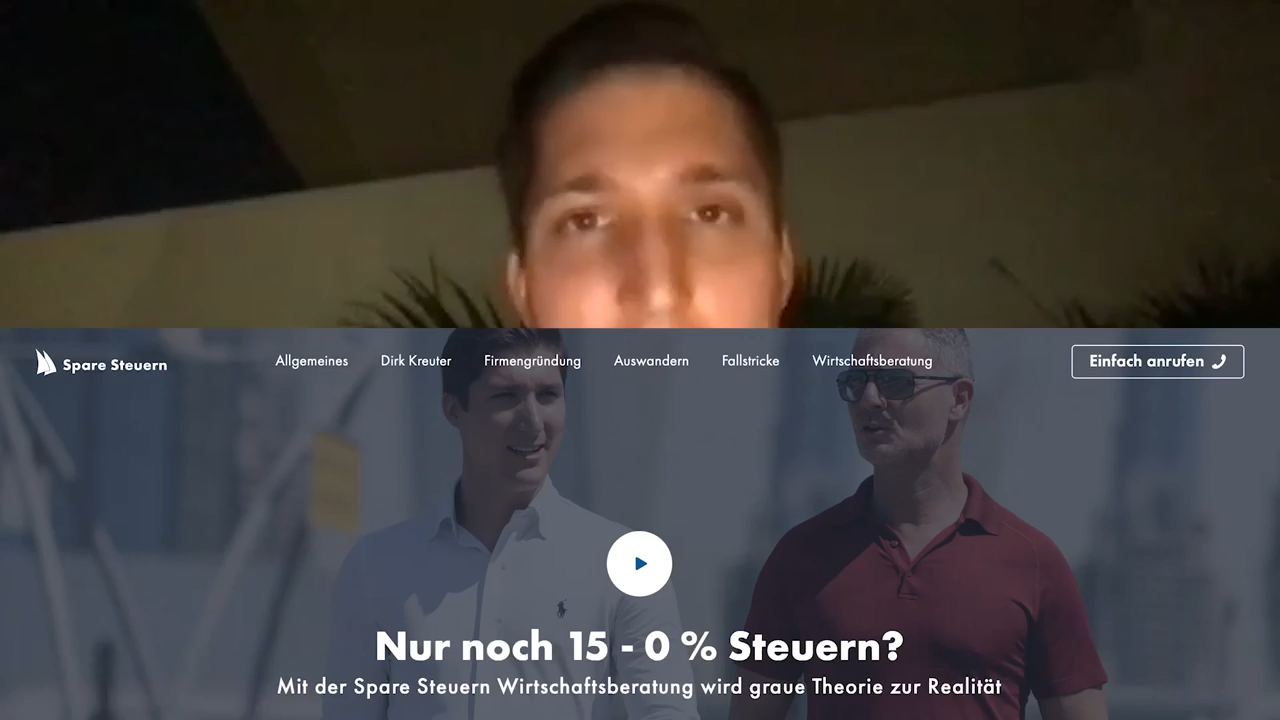 Spare Steuern
Allgemeines Dirk Kreuter Firmengründung Auswandern Fallstricke Wirtschaftsberatung
Einfach anrufen
Nur noch 15 - 0 % Steuern?
Mit der Spare Steuern Wirtschaftsberatung wird graue Theorie zur Realität